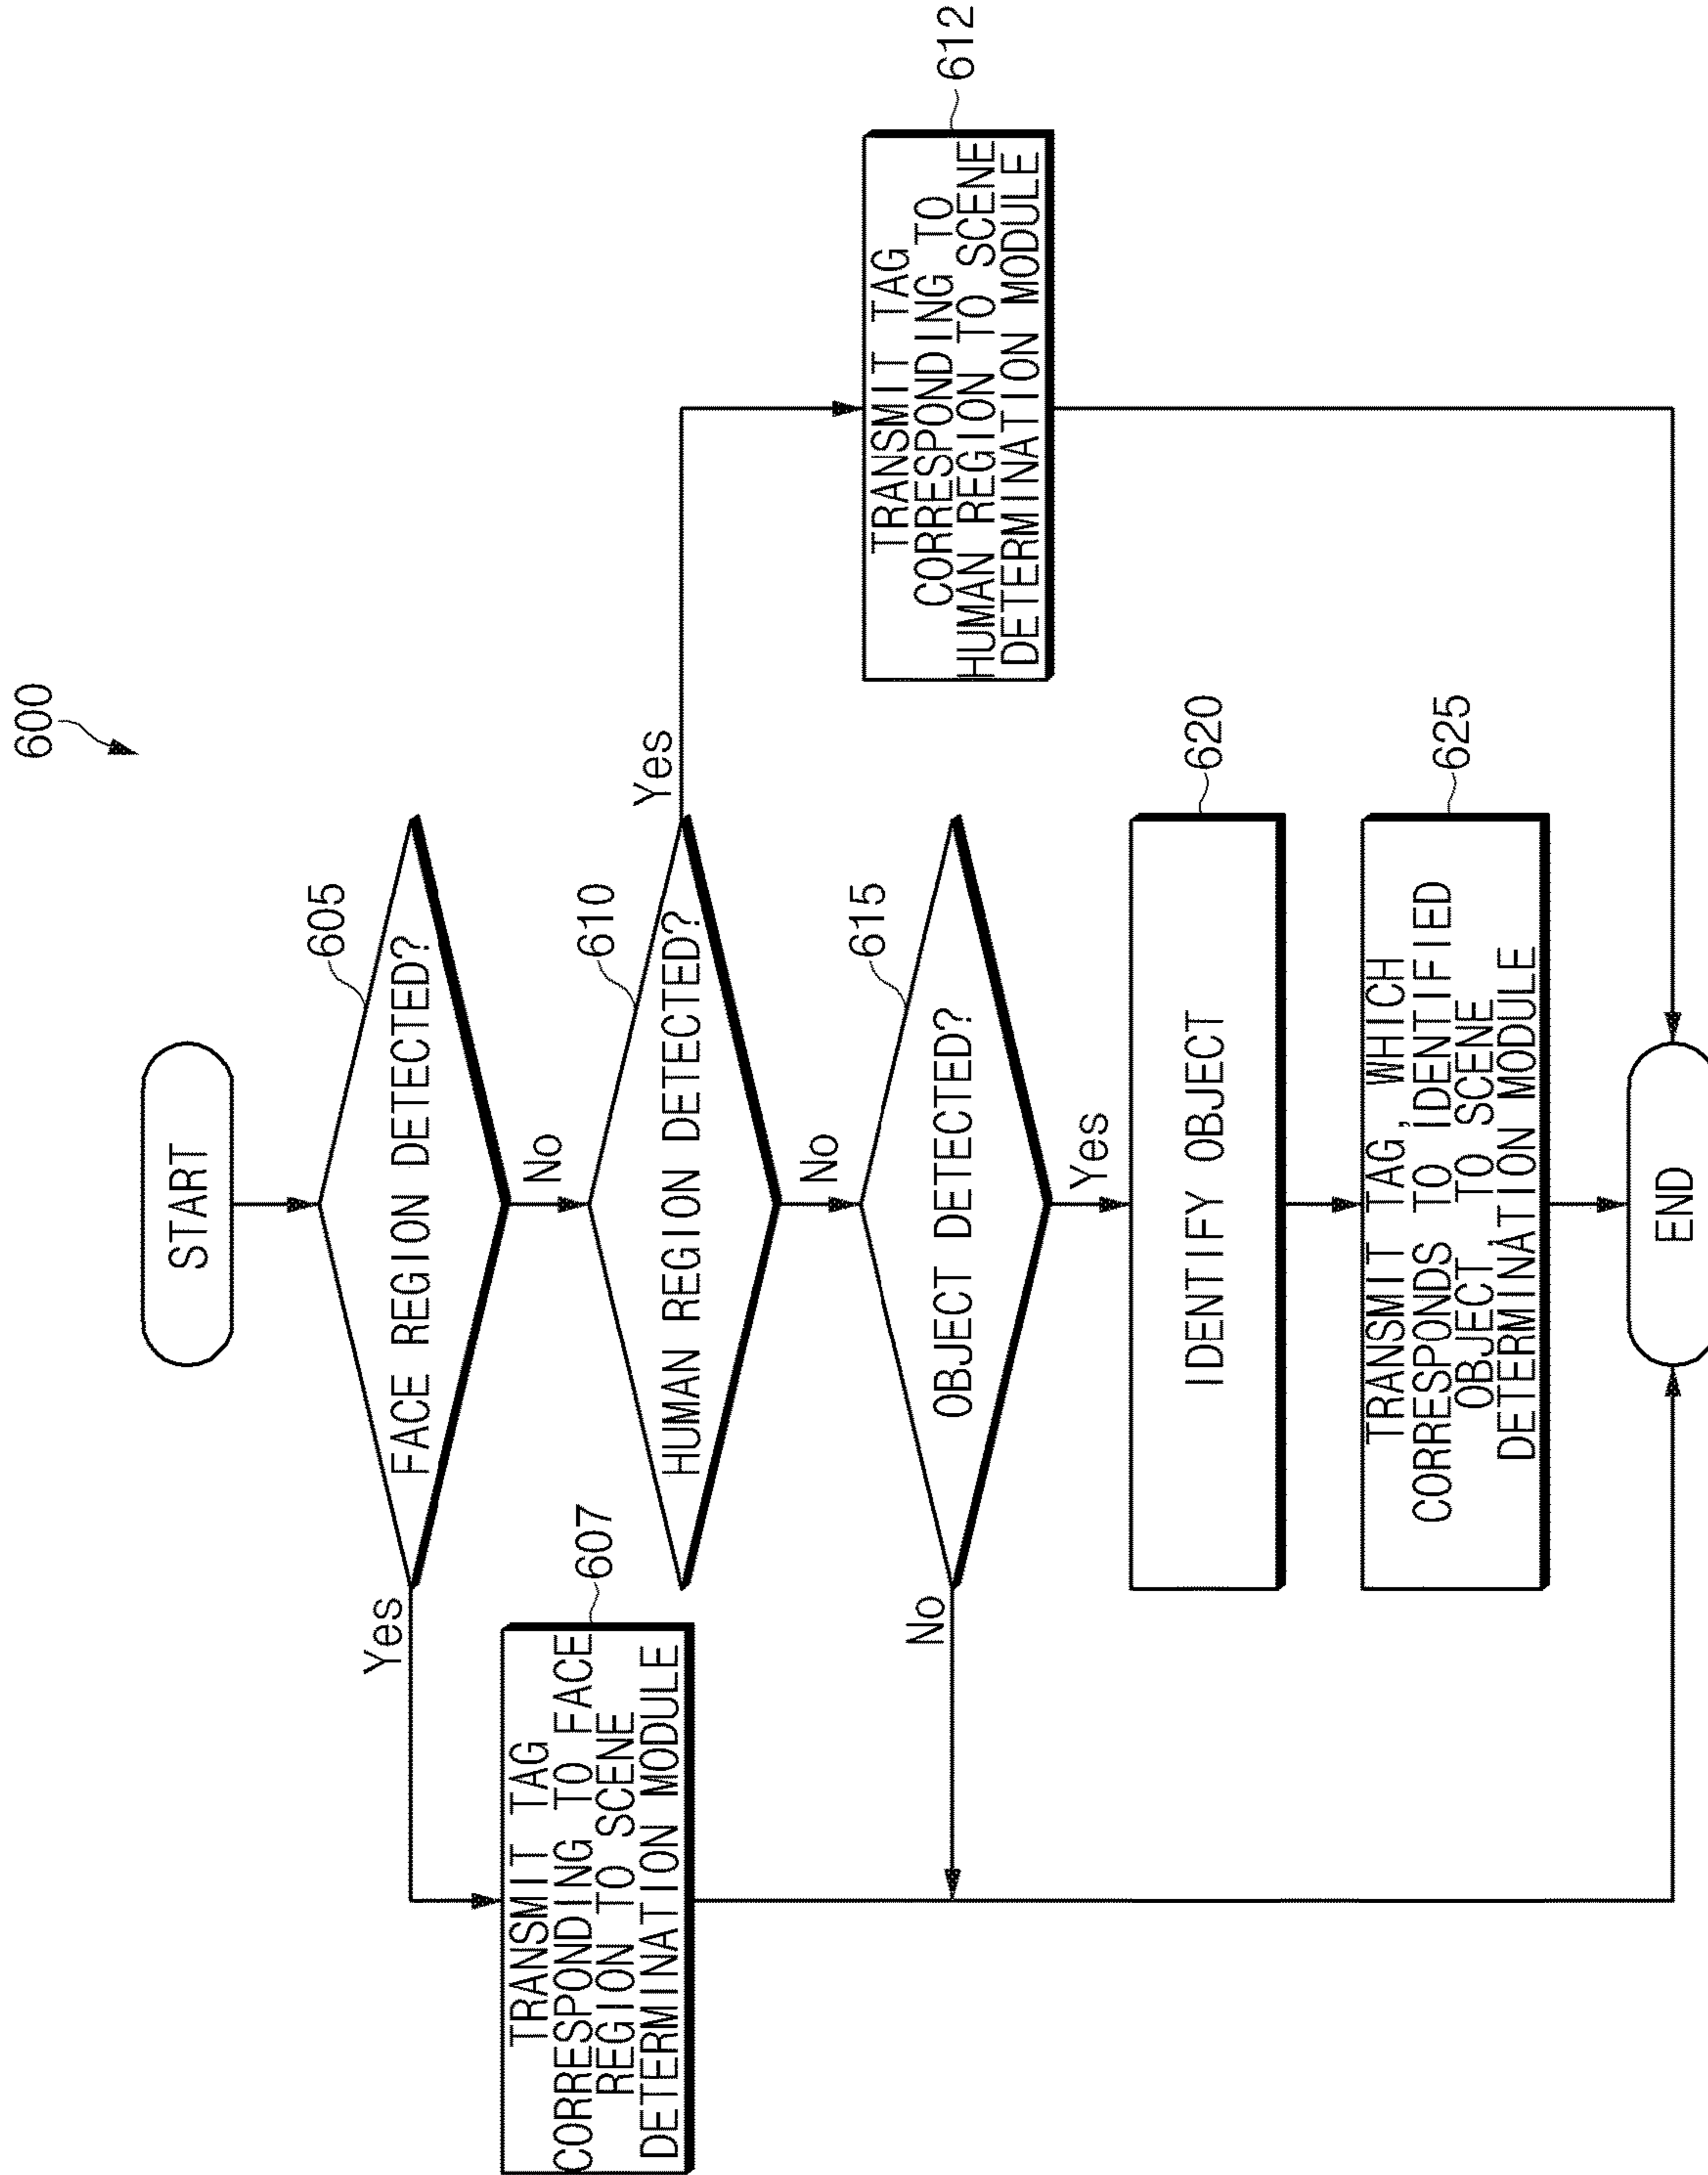 600
START
FACE REGION DETECTED?
605
Yes
No
TRANSMIT TAG
CORRESPONDING TO FACE
REGION TO SCENE
DETERMINATION MODULE
607
HUMAN REGION DETECTED?
610
Yes
No
TRANSMIT TAG
CORRESPONDING TO
HUMAN REGION TO SCENE
DETERMINATION MODULE
612
OBJECT DETECTED?
615
No
Yes
IDENTIFY OBJECT
620
TRANSMIT TAG, WHICH
CORRESPONDS TO IDENTIFIED
OBJECT, TO SCENE
DETERMINATION MODULE
625
END